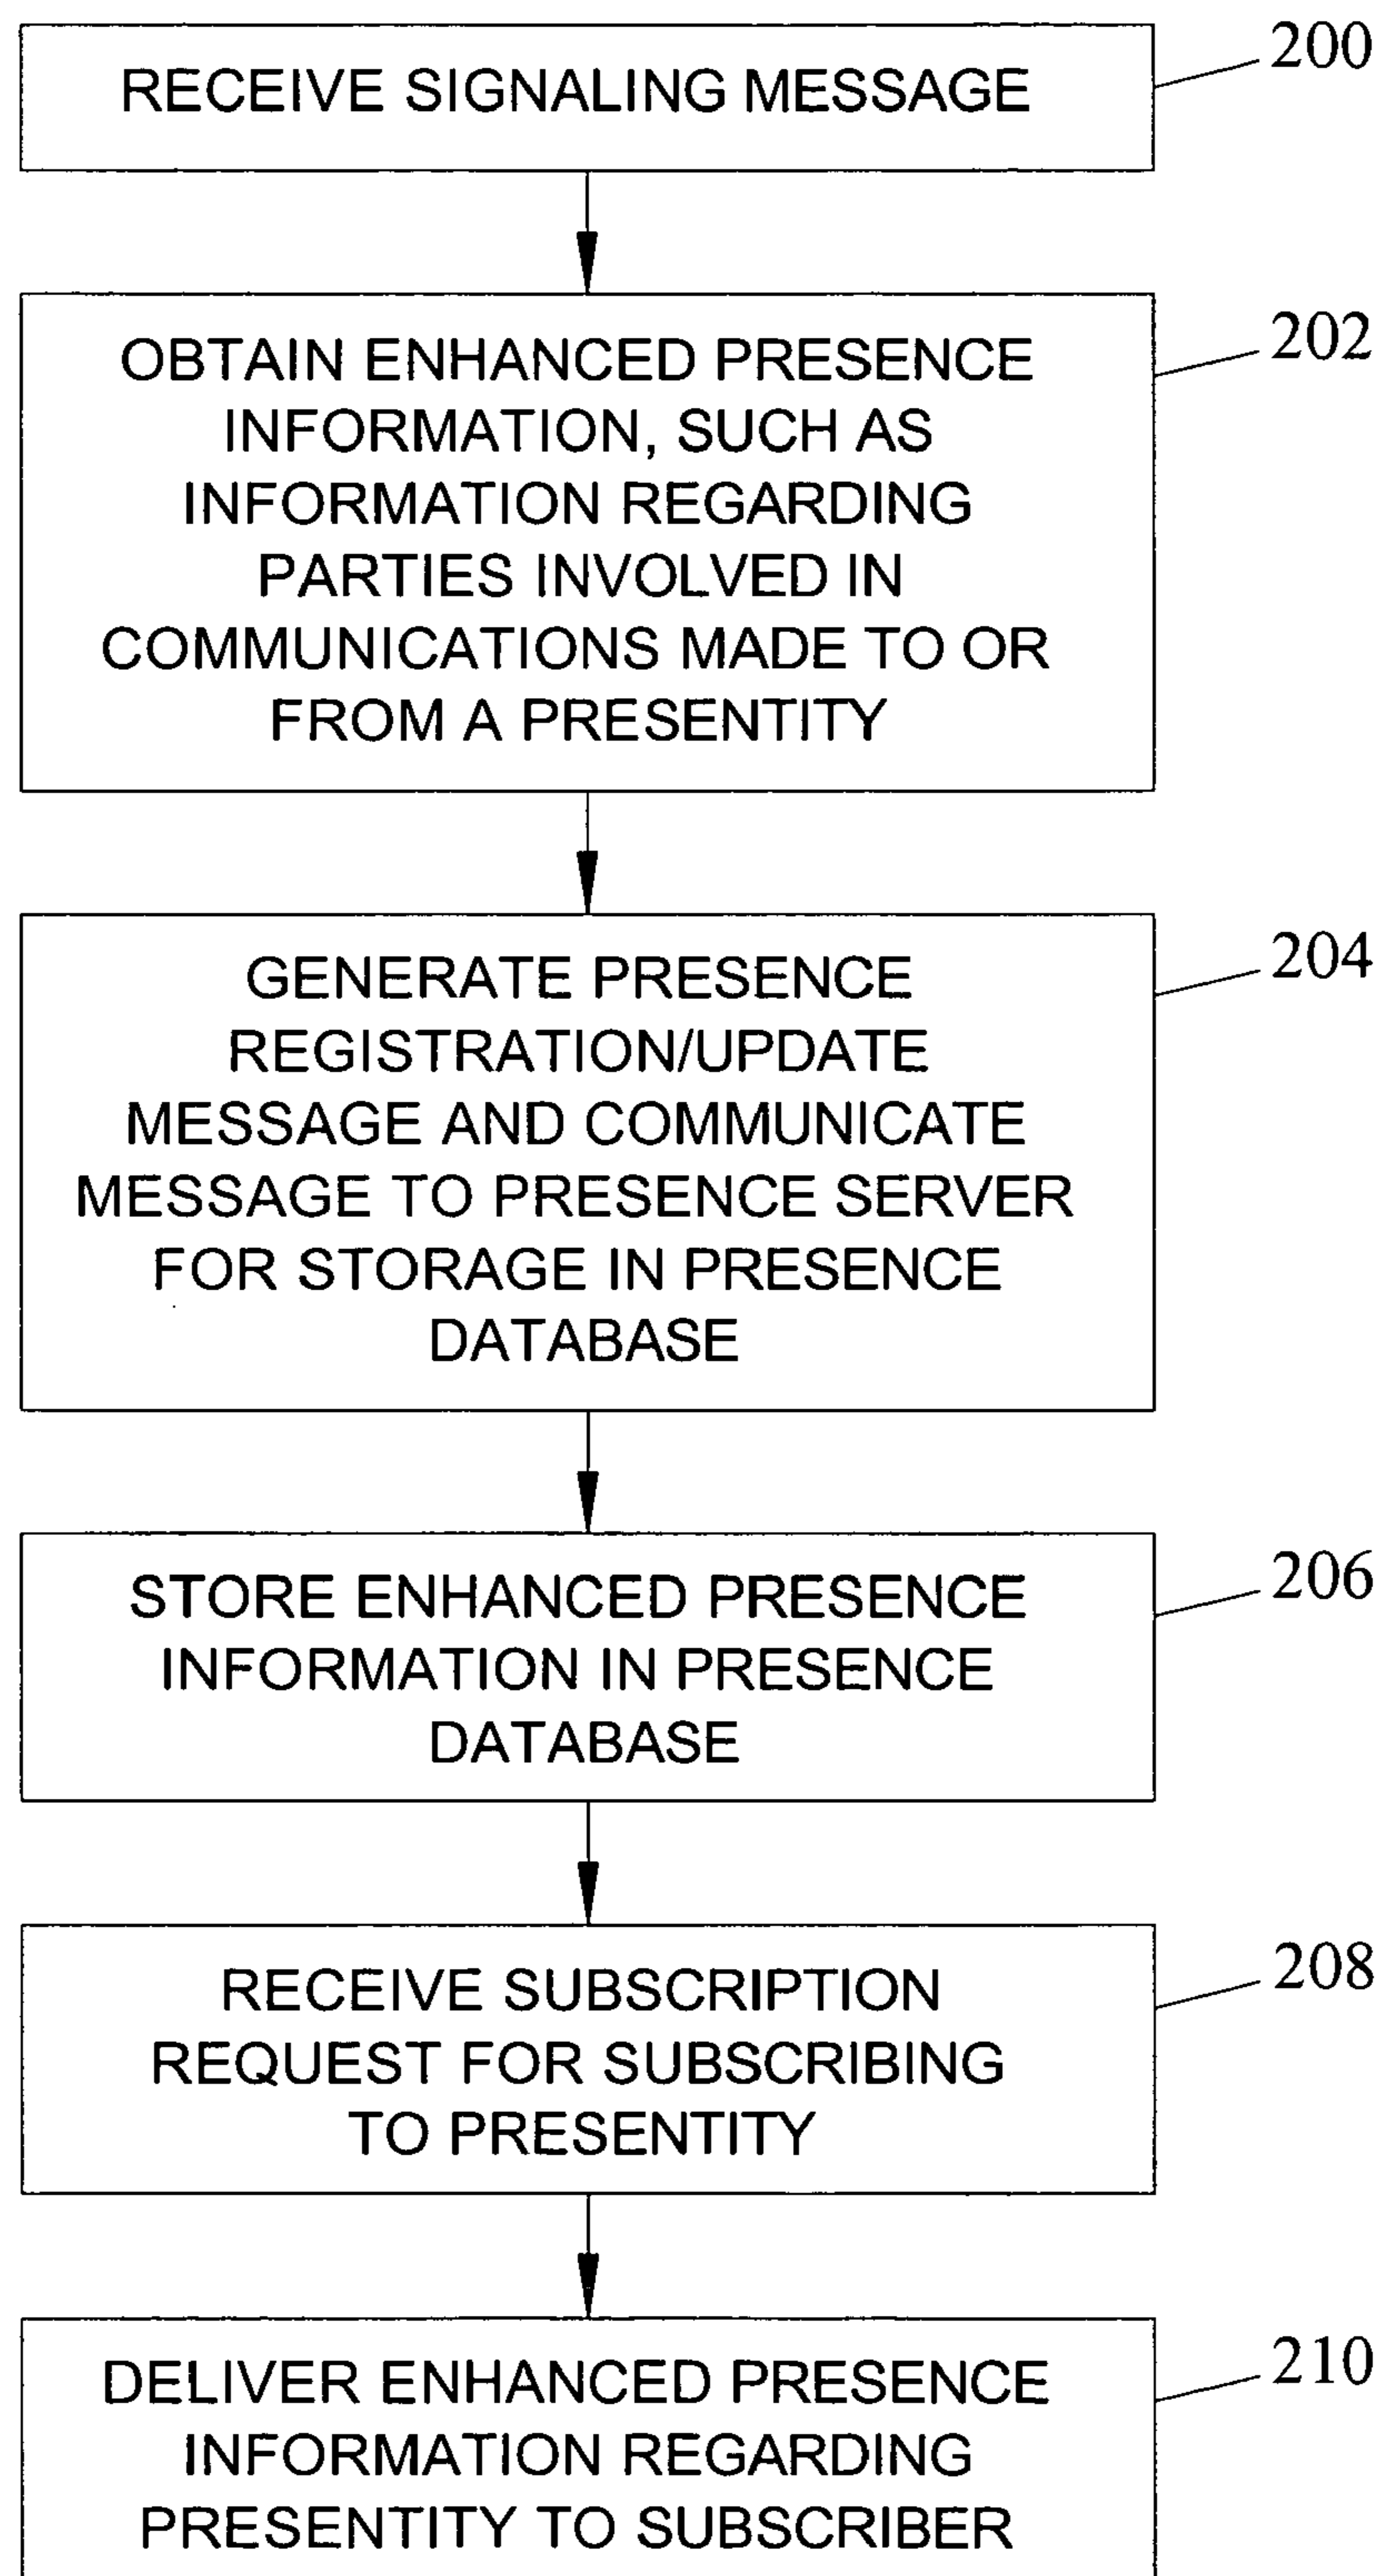 RECEIVE SIGNALING MESSAGE
200
OBTAIN ENHANCED PRESENCE
INFORMATION, SUCH AS
INFORMATION REGARDING
PARTIES INVOLVED IN
COMMUNICATIONS MADE TO OR
FROM A PRESENTITY
202
GENERATE PRESENCE
REGISTRATION/UPDATE
MESSAGE AND COMMUNICATE
MESSAGE TO PRESENCE SERVER
FOR STORAGE IN PRESENCE
DATABASE
204
STORE ENHANCED PRESENCE
INFORMATION IN PRESENCE
DATABASE
206
RECEIVE SUBSCRIPTION
REQUEST FOR SUBSCRIBING
TO PRESENTITY
208
DELIVER ENHANCED PRESENCE
INFORMATION REGARDING
PRESENTITY TO SUBSCRIBER
210